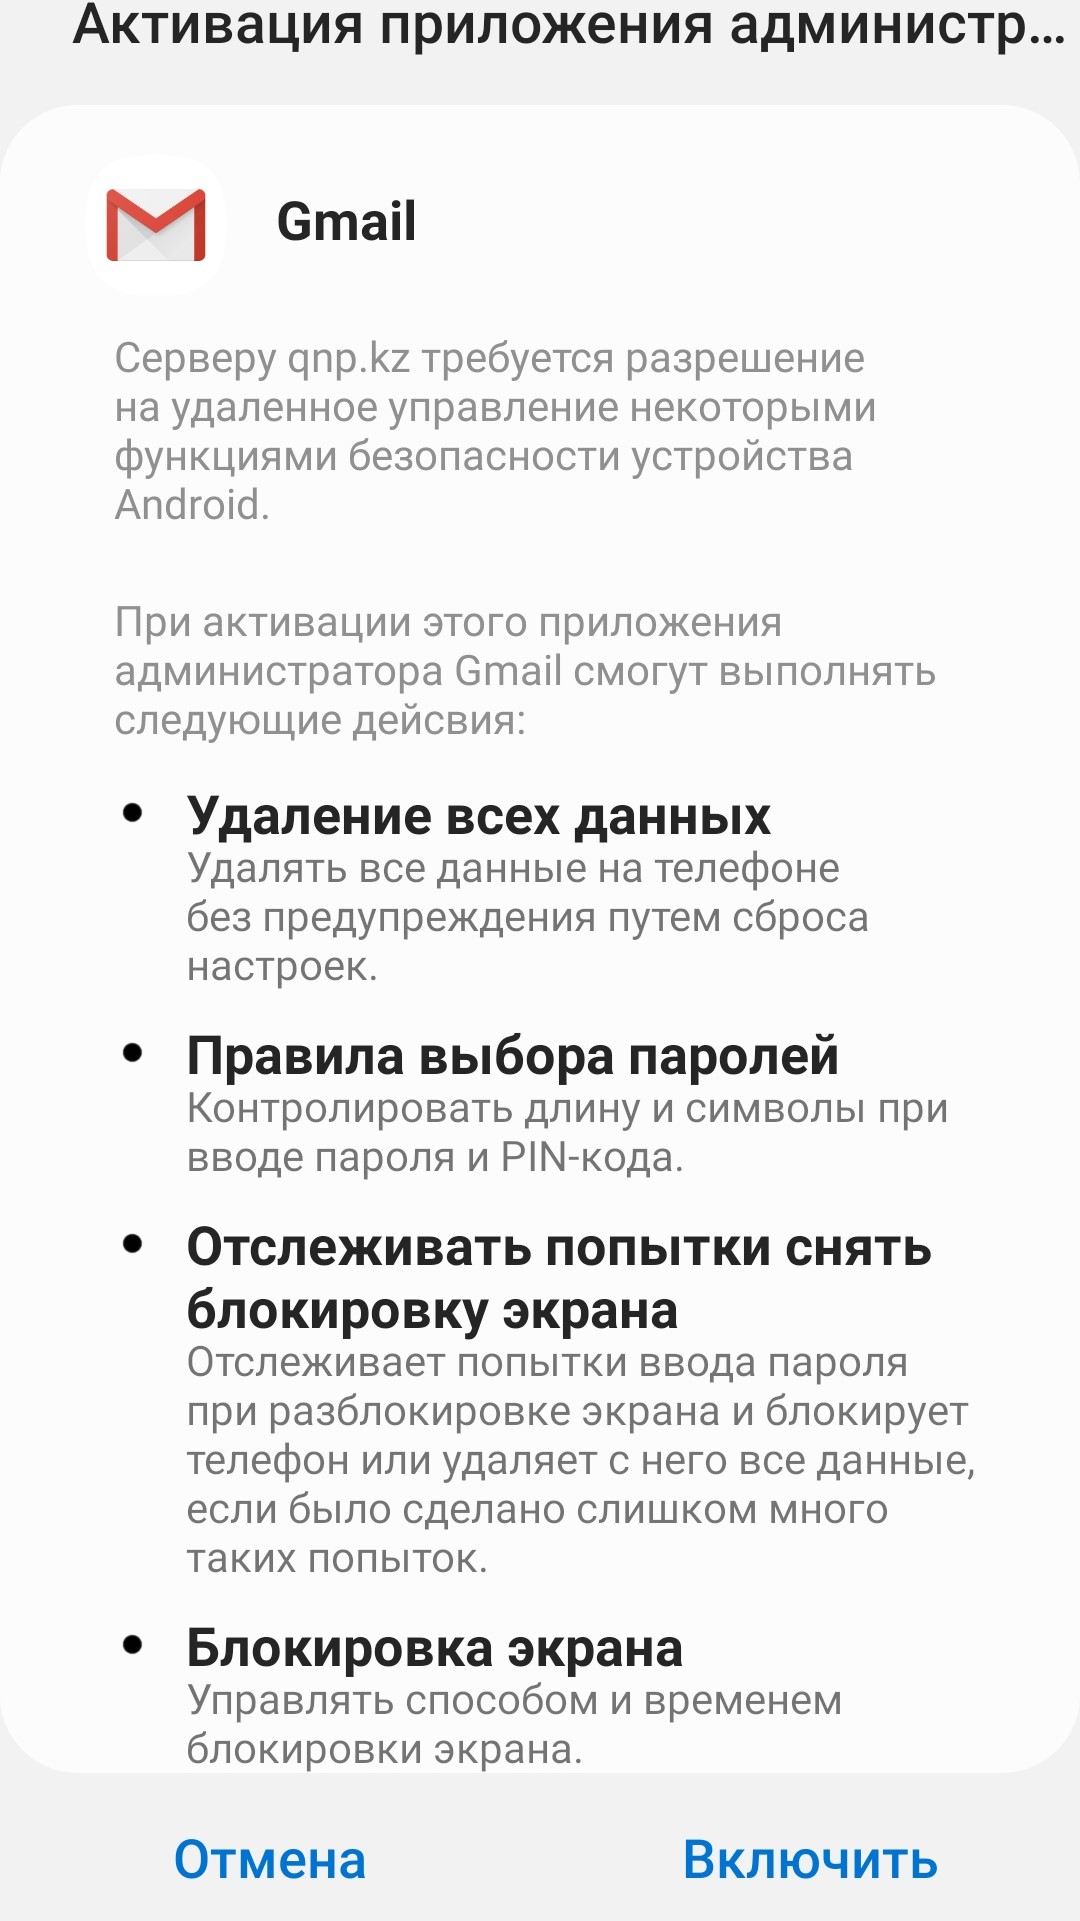 Активация приложения администр...
Gmail
Серверу qnp.kz требуется разрешение
на удаленное управление некоторыми
функциями безопасности устройства
Android.
При активации этого приложения
администратора Gmail смогут выполнять
следующие дейсвия:
• Удаление всех данных
Удалять все данные на телефоне
без предупреждения путем сброса
настроек.
• Правила выбора паролей
Контролировать длину и символы при
вводе пароля и PIN-кода.
• Отслеживать попытки снять
блокировку экрана
Отслеживает попытки ввода пароля
при разблокировке экрана и блокирует
телефон или удаляет с него все данные,
если было сделано слишком много
таких попыток.
• Блокировка экрана
Управлять способом и временем
блокировки экрана.
Отмена Включить